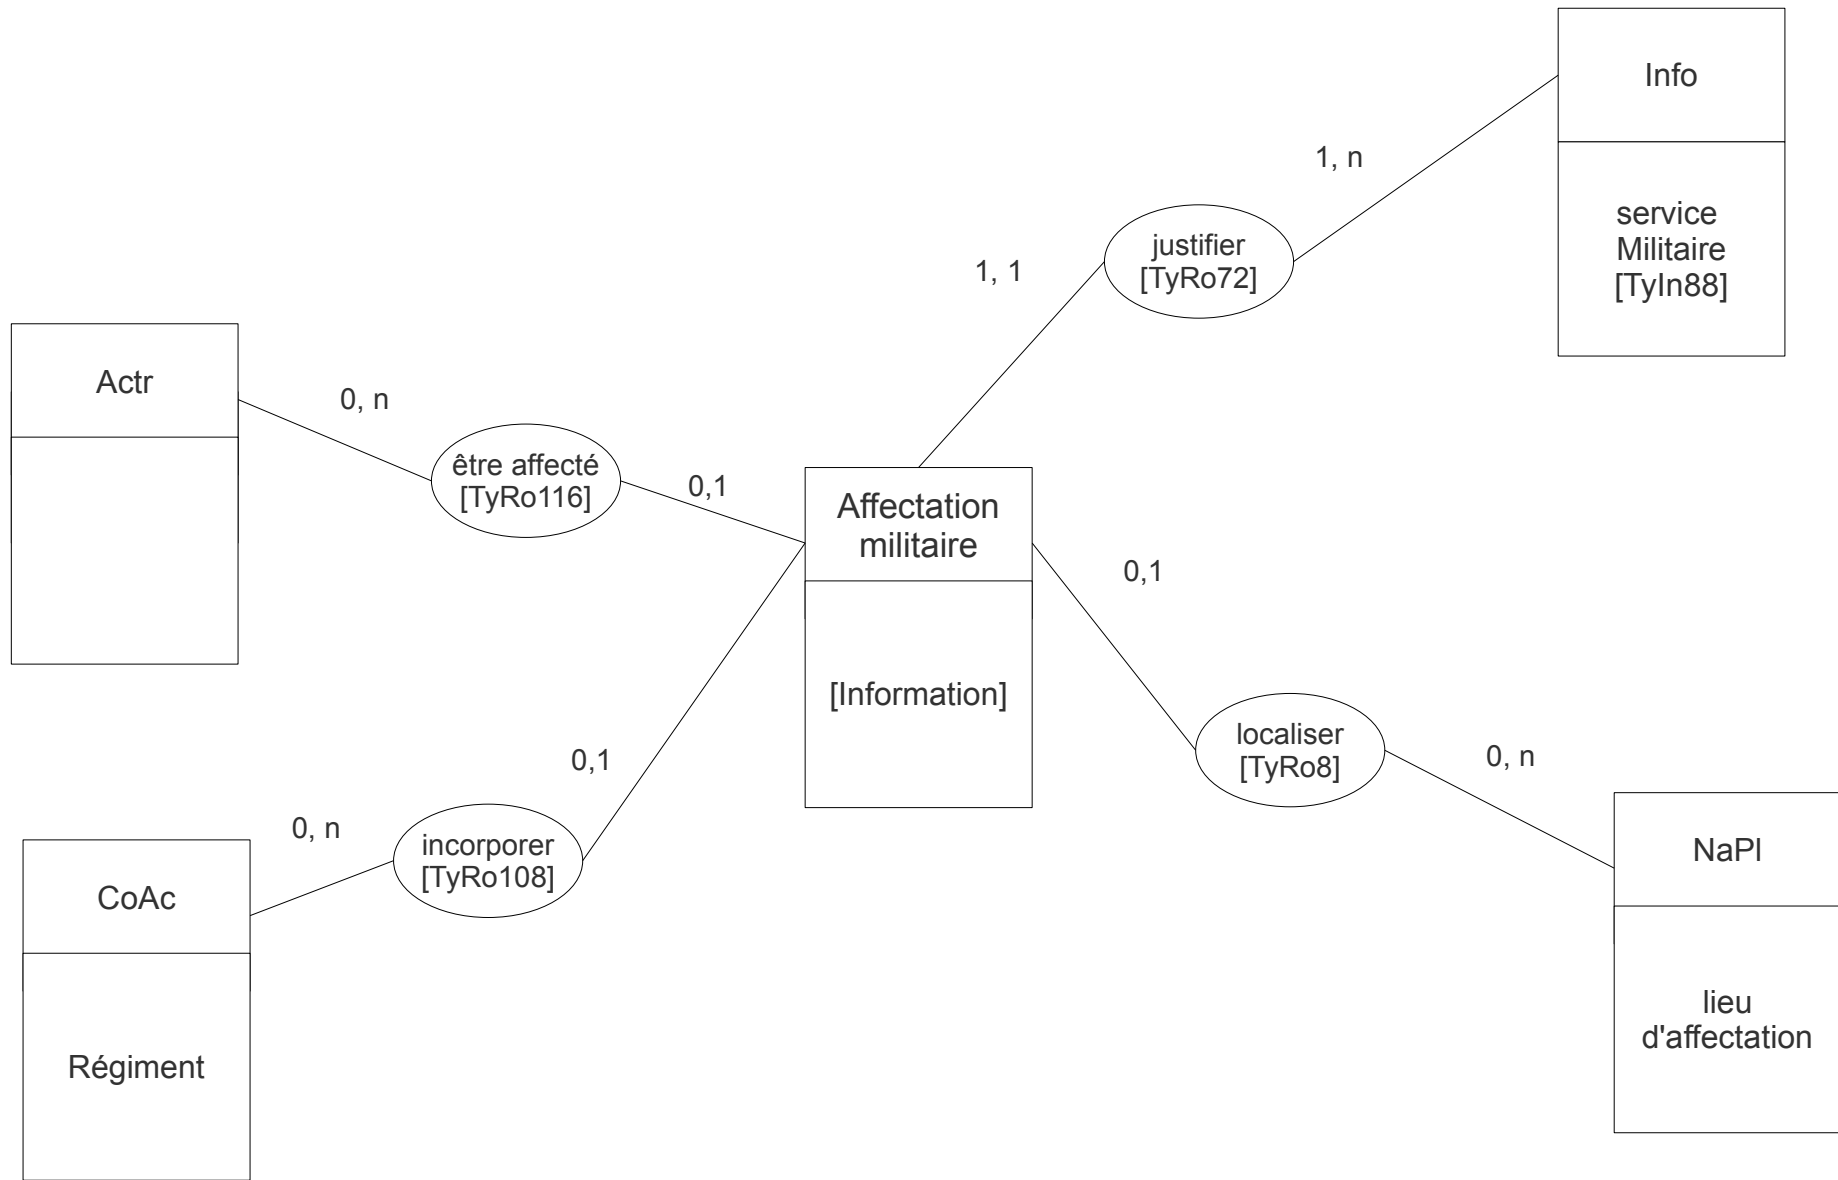 Info
1, n
service
Militaire
[TyIn88]
justifier
[TyRo72]
1, 1
Actr
0, n
être affecté
[TyRo116]
0,1
Affectation
militaire
[Information]
0,1
localiser
[TyRo8]
0, n
NaPl
lieu
d'affectation
0,1
incorporer
[TyRo108]
0, n
CoAc
Régiment